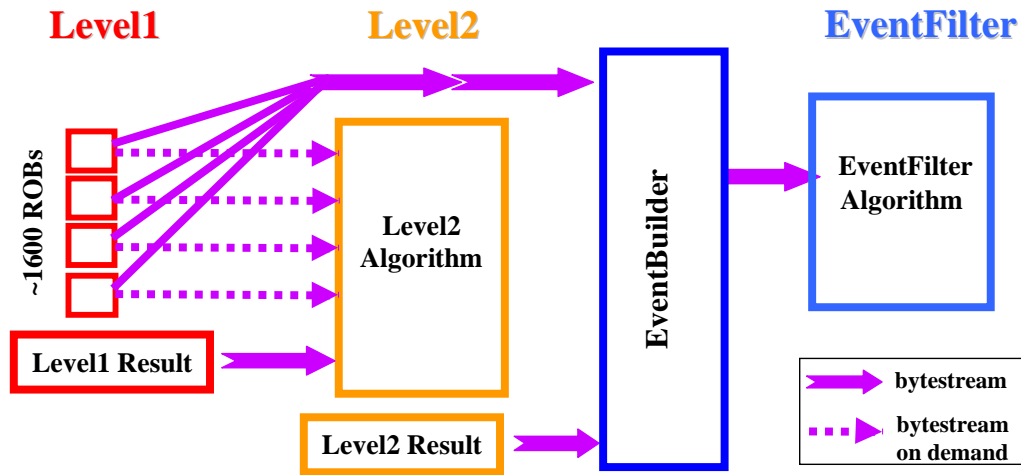 Level1
Level2
EventFilter
~1600 ROBs
Level2
Algorithm
EventBuilder
EventFilter
Algorithm
Level1 Result
Level2 Result
bytestream
bytestream
on demand